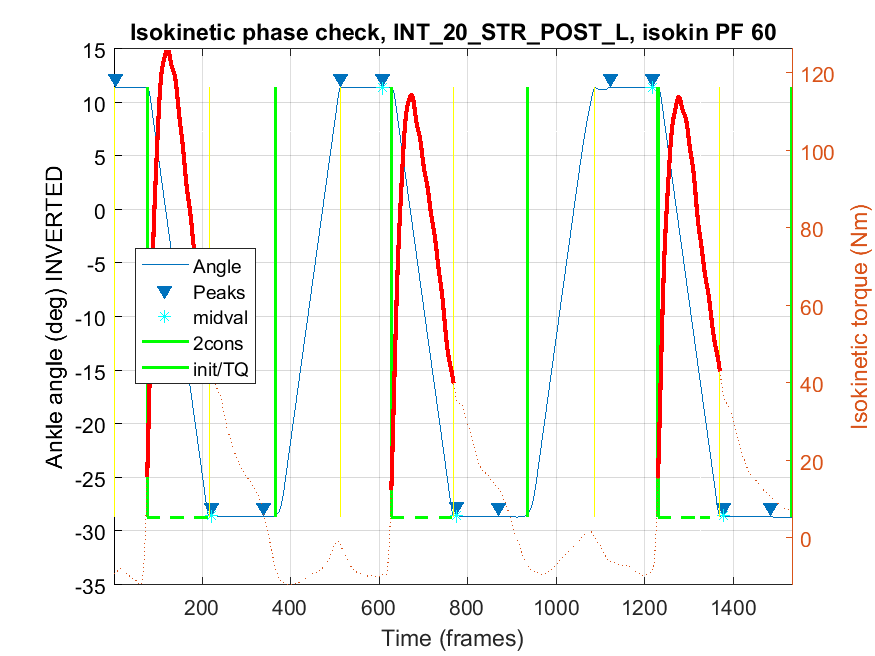 Isokinetic phase check, INT_20_STR_POST_L, isokin PF 60
15
10
5
0
-5
-10
-15
-20
-25
-30
-35
Ankle angle (deg) INVERTED
Angle
Peaks
midval
2cons
init/TQ
120
100
80
60
40
20
0
Isokinetic torque (Nm)
200
400
600
800
1000
1200
1400
Time (frames)